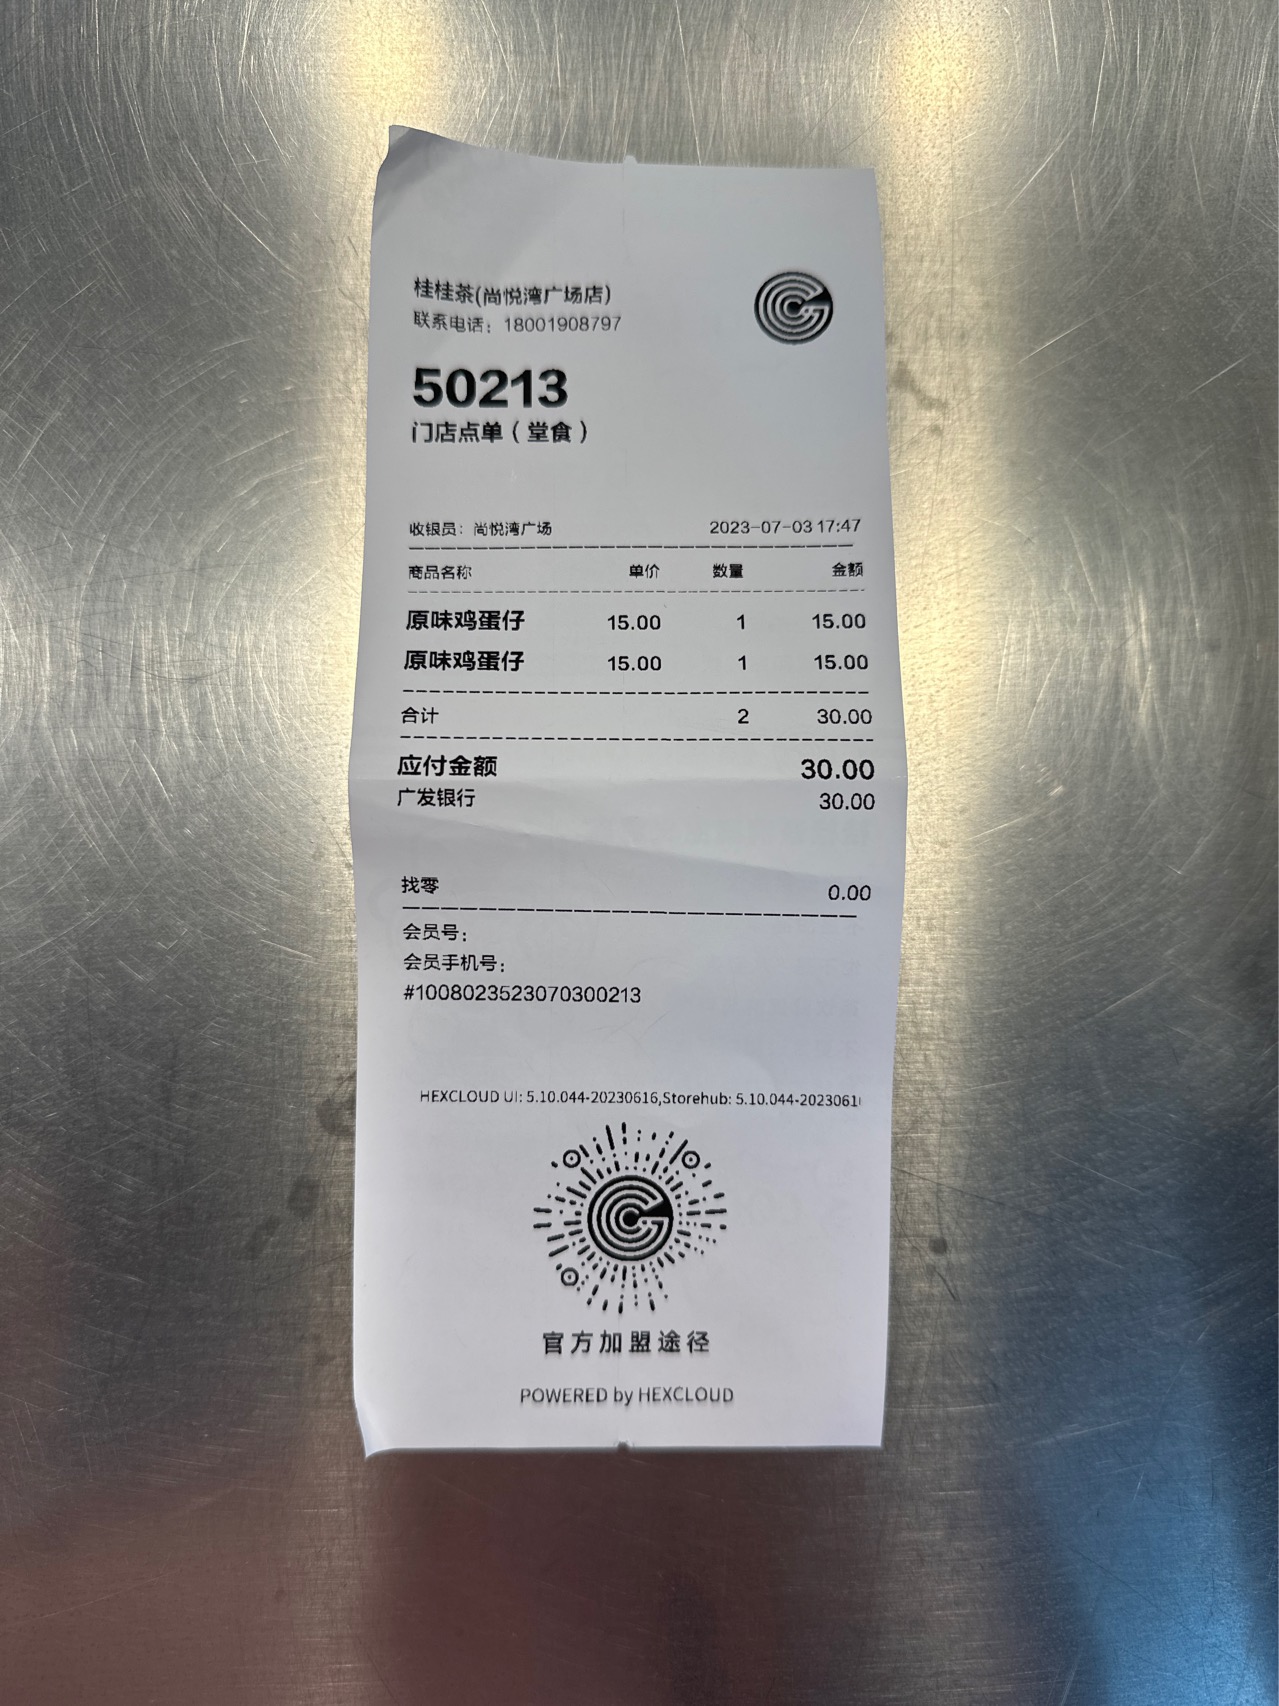 桂桂茶(尚悦湾广场店)
联系电话：18001908797
50213
门店点单（堂食）
收银员：尚悦湾广场 2023-07-03 17:47
商品名称 单价 数量 金额
原味鸡蛋仔 15.00 1 15.00
原味鸡蛋仔 15.00 1 15.00
合计 2 30.00
应付金额 30.00
广发银行 30.00
找零 0.00
会员号：
会员手机号：
#1008023523070300213
HEXCLOUD UI: 5.10.044-20230616,Storehub: 5.10.044-2023061
官方加盟途径
POWERED by HEXCLOUD